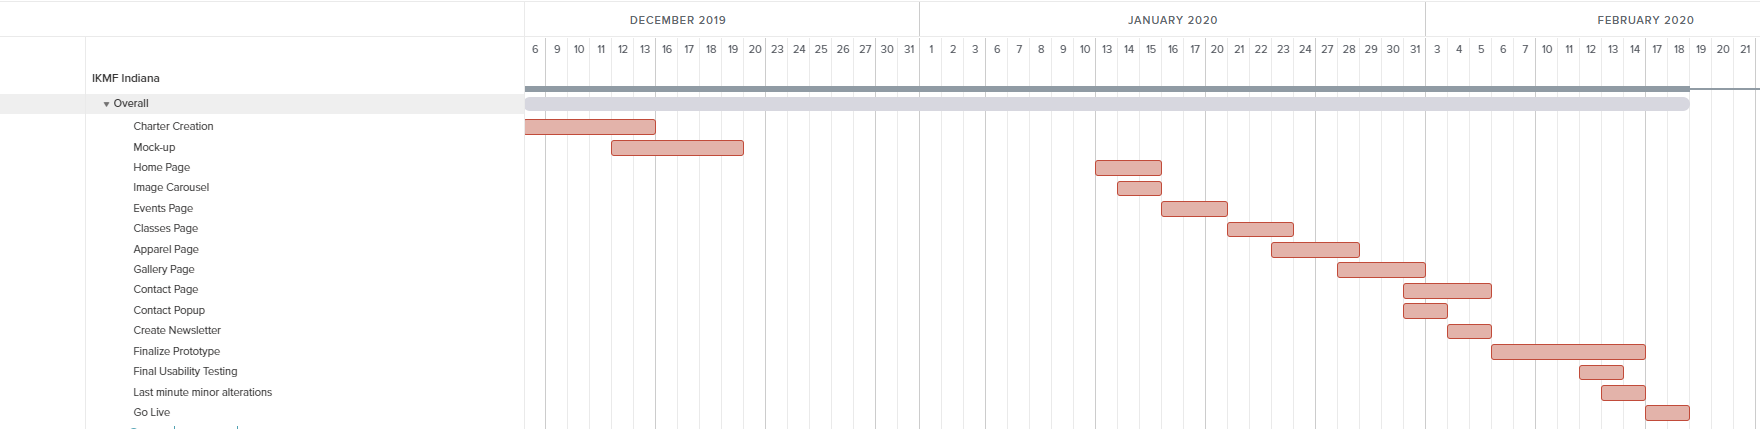 DECEMBER 2019 JANUARY 2020 FEBRUARY 2020
6 9 10 11 12 13 16 17 18 19 20 23 24 25 26 27 30 31 1 2 3 6 7 8 9 10 13 14 15 16 17 20 21 22 23 24 27 28 29 30 31 3 4 5 6 7 10 11 12 13 14 17 18 19 20 21
IKMF Indiana
Overall
Charter Creation
Mock-up
Home Page
Image Carousel
Events Page
Classes Page
Apparel Page
Gallery Page
Contact Page
Contact Popup
Create Newsletter
Finalize Prototype
Final Usability Testing
Last minute minor alterations
Go Live